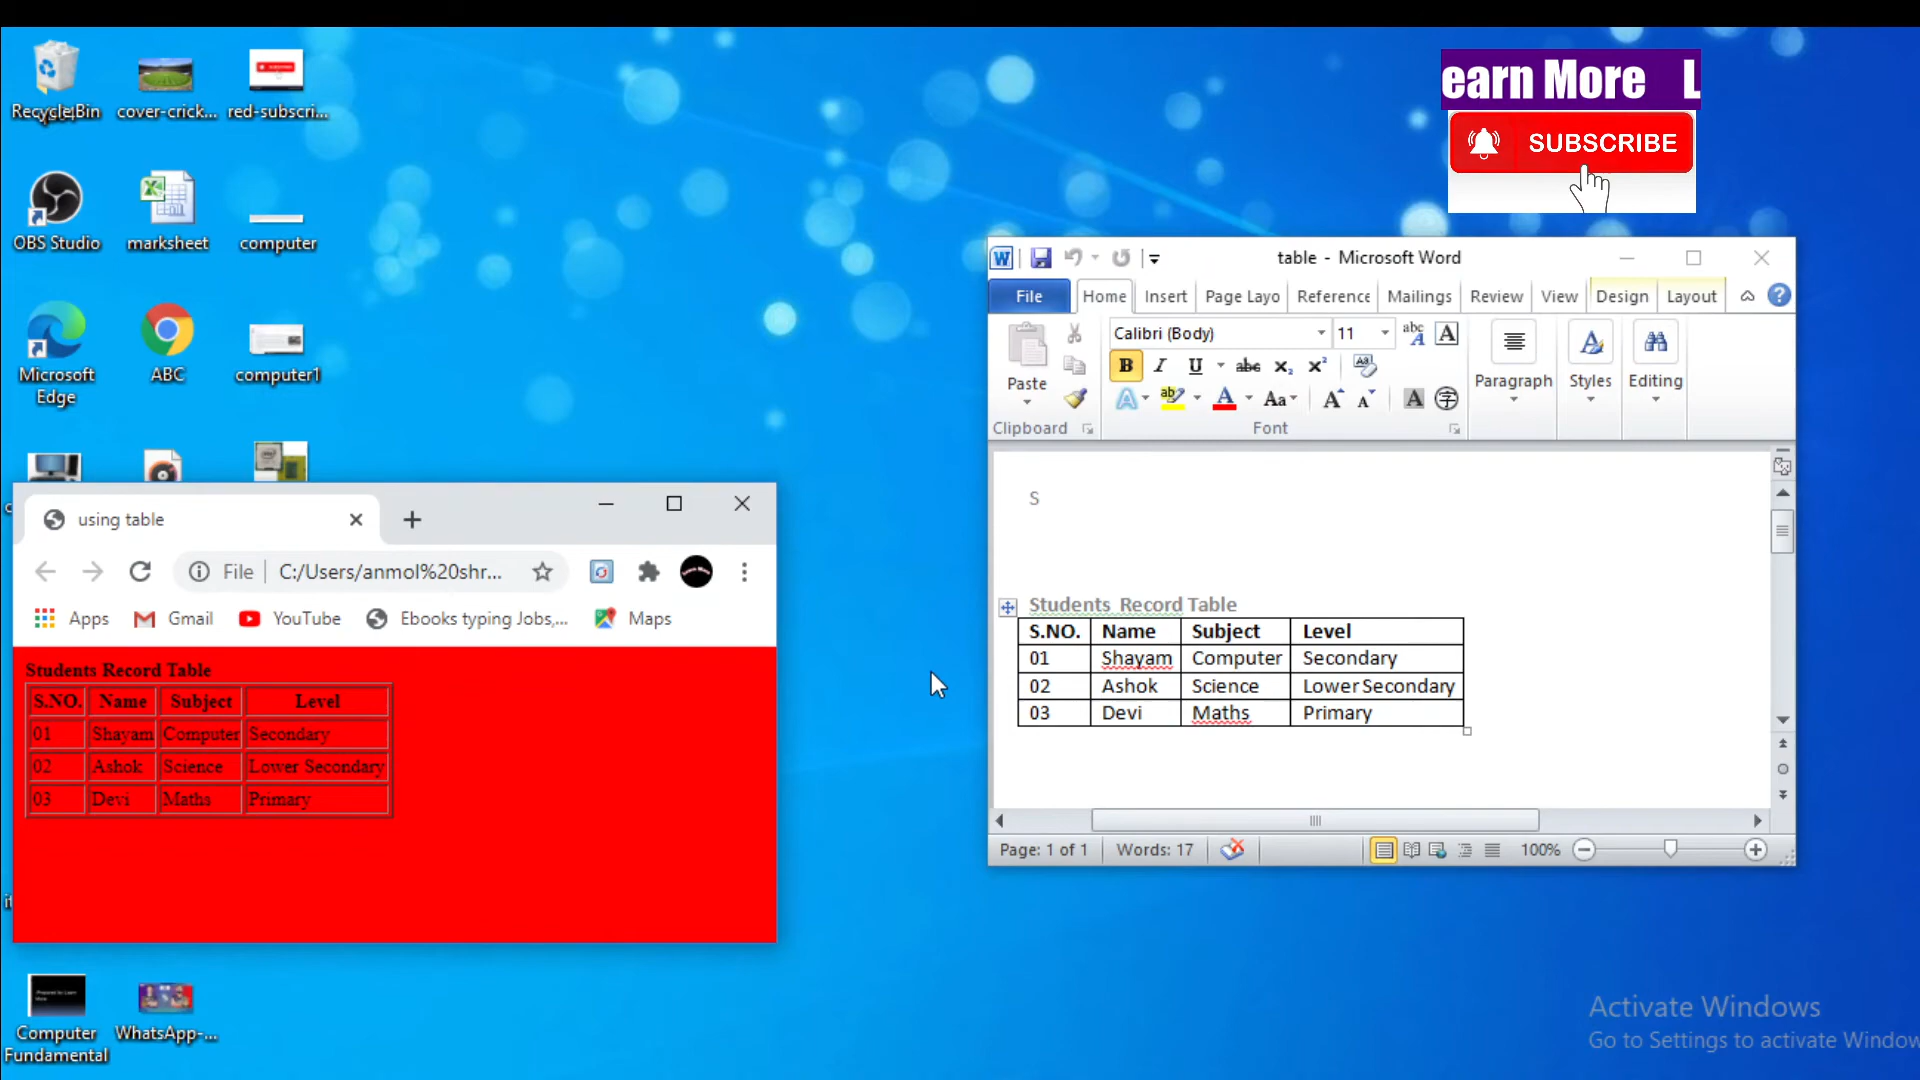 Recycle Bin
cover-crick...
red-subscri...
OBS Studio
marksheet
computer
Microsoft
Edge
ABC
computer1
Computer
Fundamental
WhatsApp-...
earn More L
SUBSCRIBE
using table
File
C:/Users/anmol%20shr...
Apps
Gmail
YouTube
Ebooks typing Jobs,...
Maps
Students Record Table
S.NO. Name Subject Level
01 Shayam Computer Secondary
02 Ashok Science Lower Secondary
03 Devi Maths Primary
table - Microsoft Word
File Home Insert Page Layo Reference Mailings Review View Design Layout
Calibri (Body) 11
Paste
Paragraph
Styles
Editing
Clipboard
Font
S
Students Record Table
S.NO. Name Subject Level
01 Shayam Computer Secondary
02 Ashok Science Lower Secondary
03 Devi Maths Primary
Page: 1 of 1 Words: 17 100%
Activate Windows
Go to Settings to activate Window